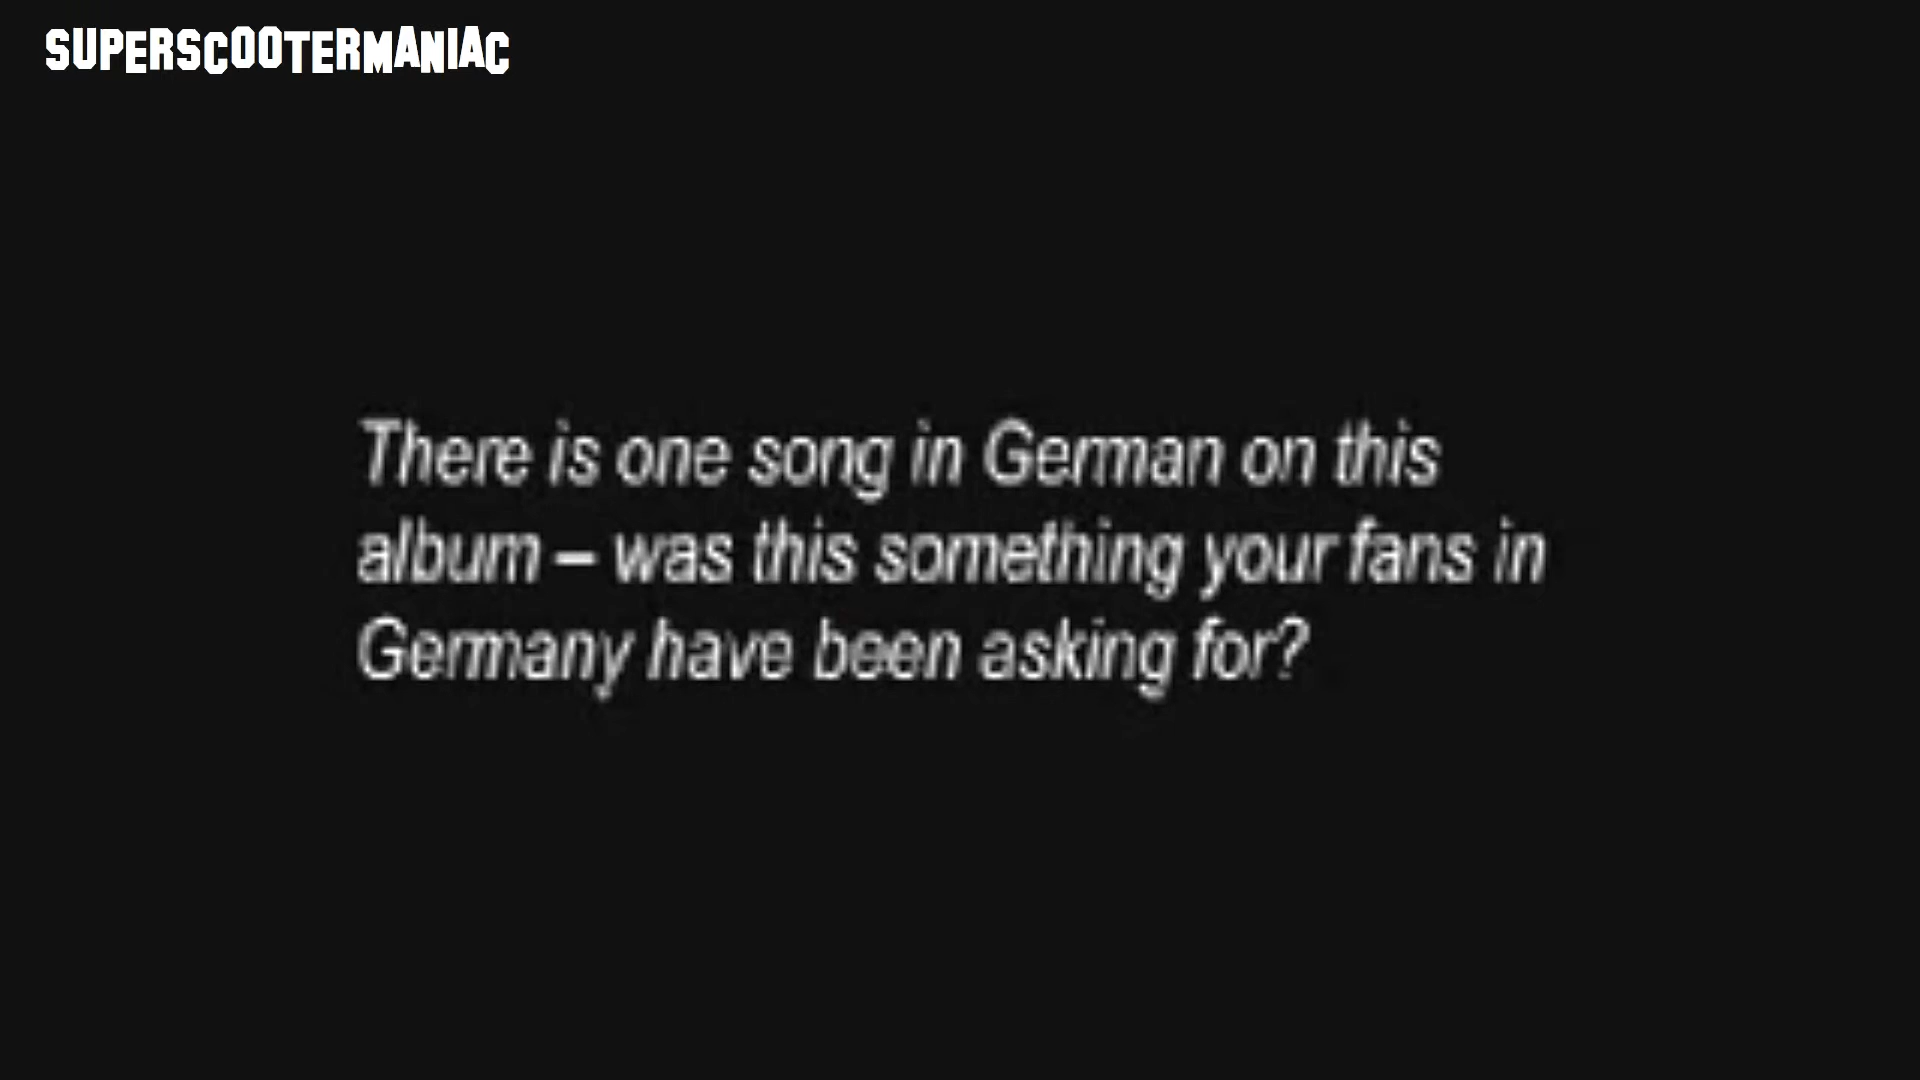 SUPERSCOOTERMANIAC
There is one song in German on this
album – was this something your fans in
Germany have been asking for?